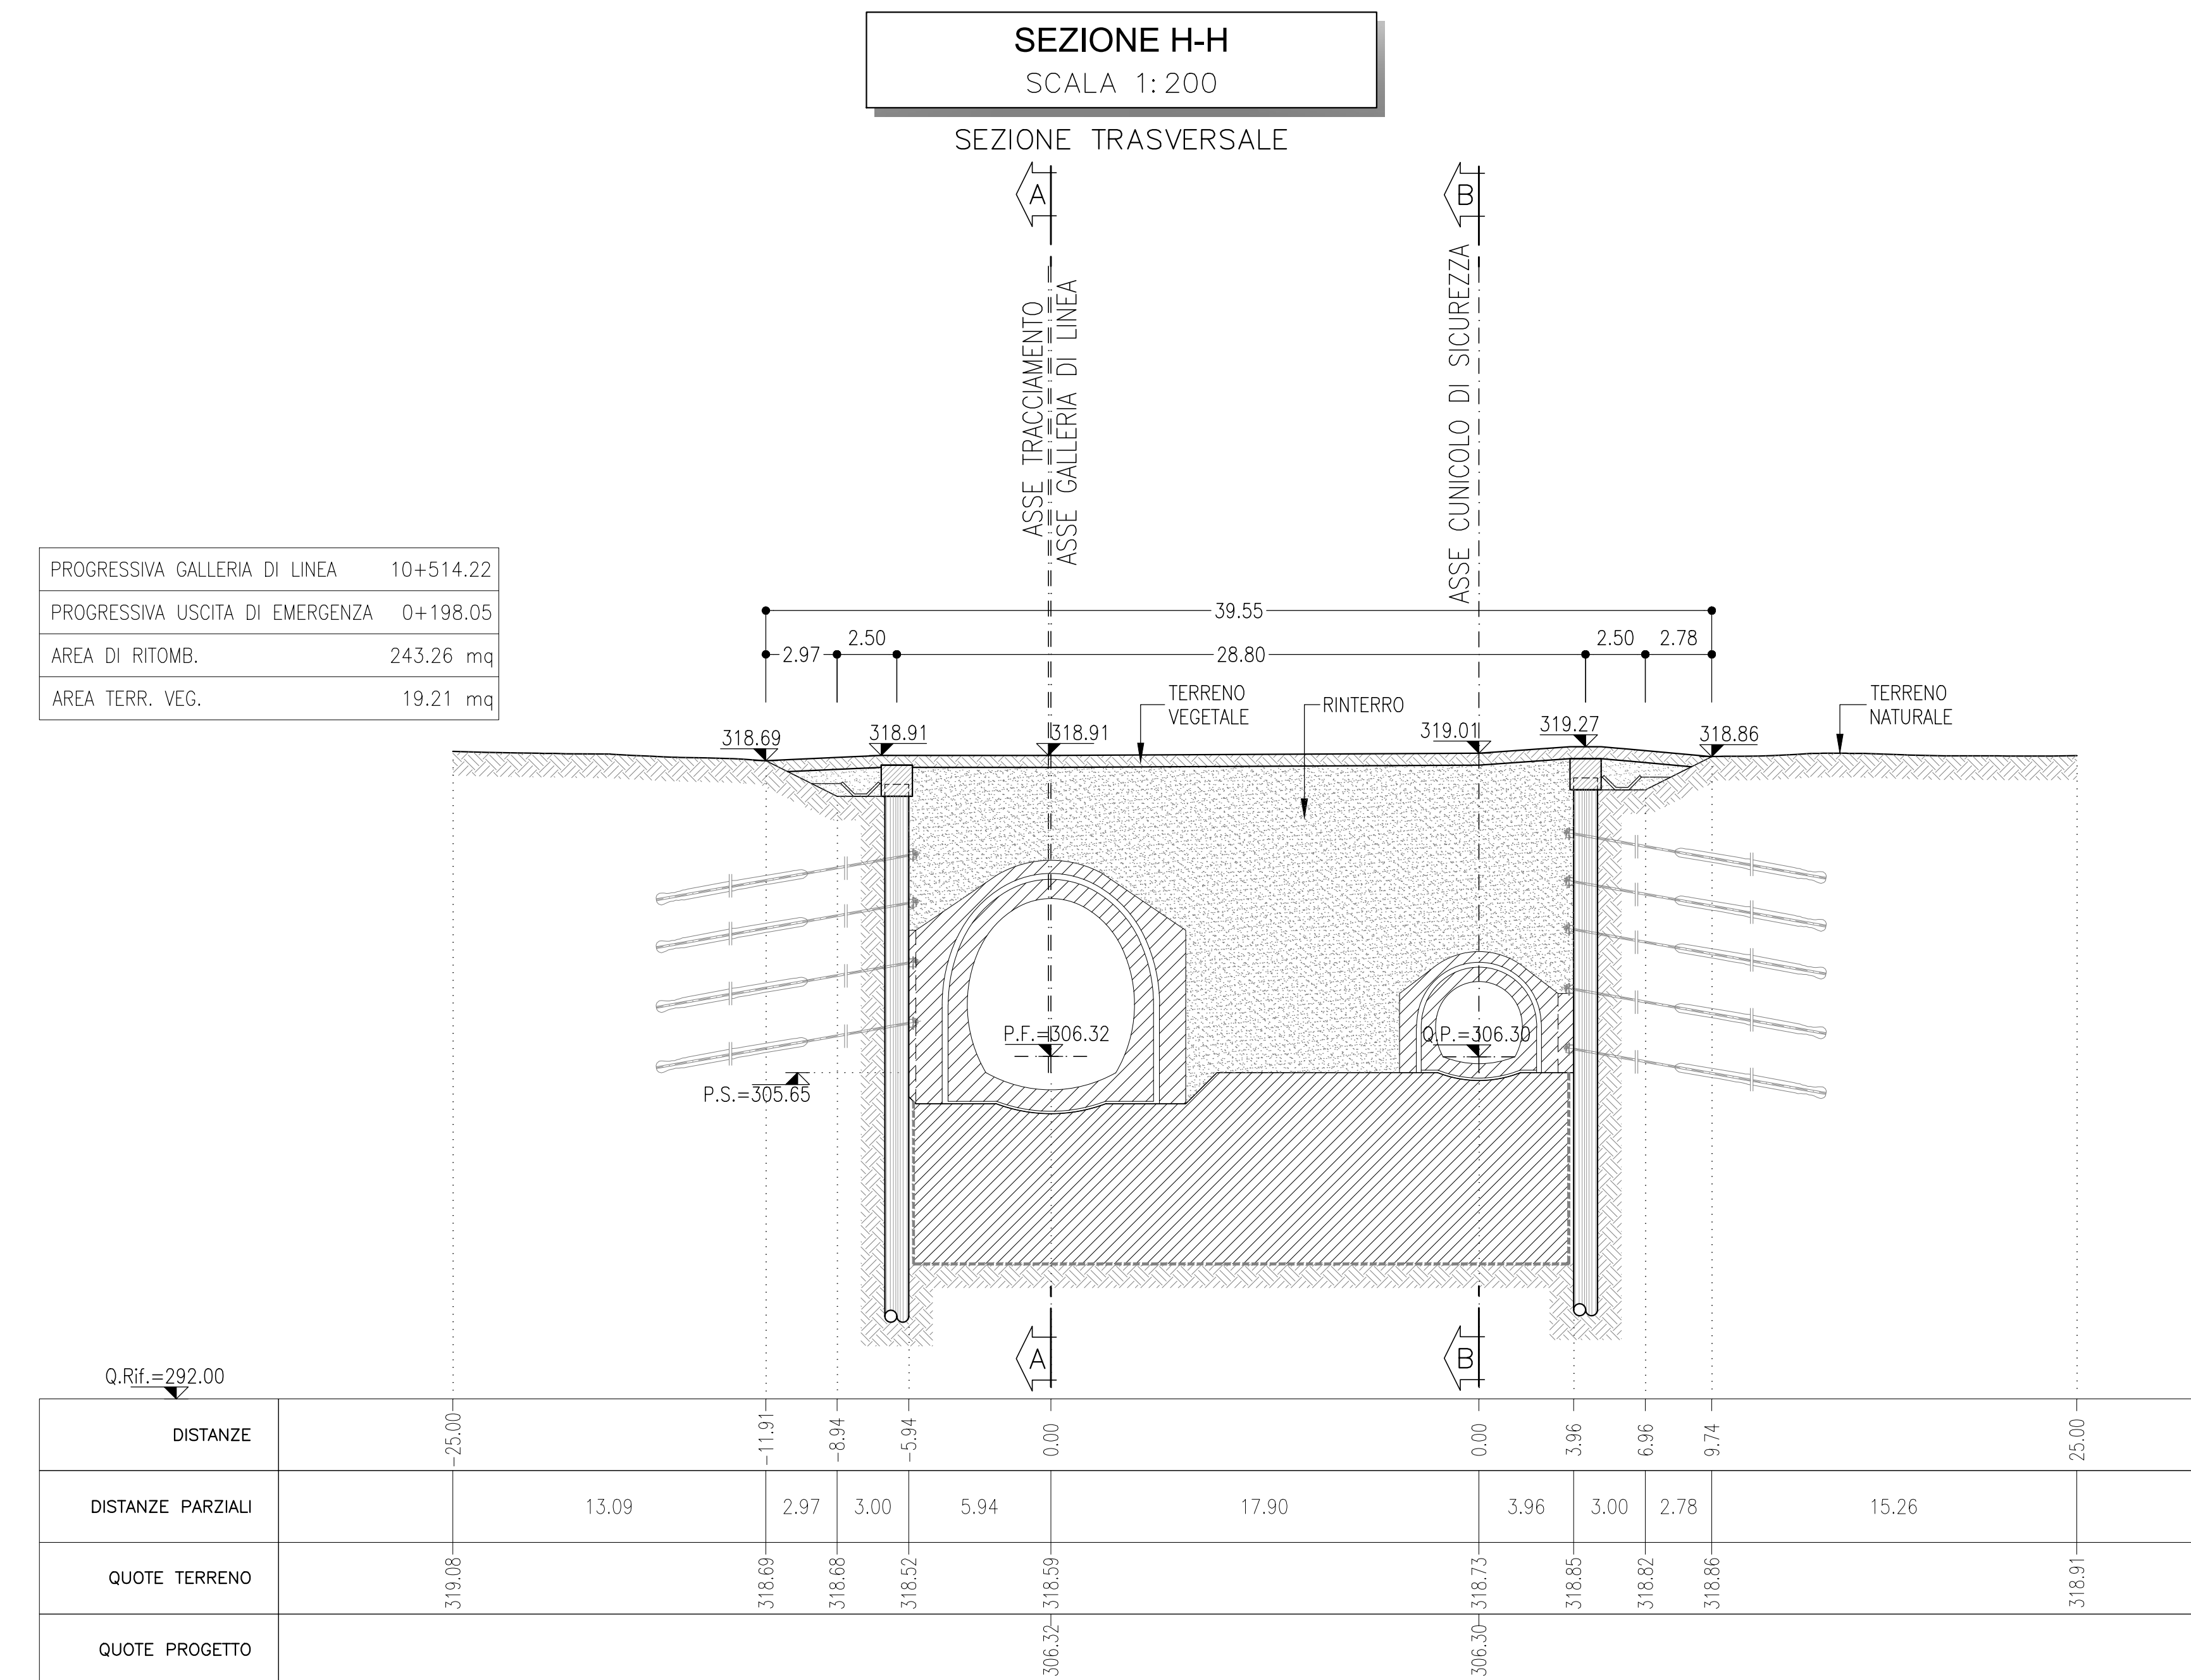 SEZIONE H-H
SCALA 1:200
SEZIONE TRASVERSALE
A
B
ASSE TRACCIAMENTO
ASSE GALLERIA DI LINEA
ASSE CUNICOLO DI SICUREZZA
PROGRESSIVA GALLERIA DI LINEA 10+514.22
PROGRESSIVA USCITA DI EMERGENZA 0+198.05
AREA DI RITOMB. 243.26 mq
AREA TERR. VEG. 19.21 mq
39.55
2.97 2.50 28.80 2.50 2.78
TERRENO
VEGETALE
RINTERRO
TERRENO
NATURALE
318.69 318.91 318.91 319.01 319.27 318.86
P.F.=306.32
Q.P.=306.30
P.S.=305.65
A
B
Q.Rif.=292.00
DISTANZE -25.00 -11.91 -8.94 -5.94 0.00 0.00 3.96 6.96 9.74 25.00
DISTANZE PARZIALI 13.09 2.97 3.00 5.94 17.90 3.96 3.00 2.78 15.26
QUOTE TERRENO 319.08 318.69 318.68 318.52 318.59 318.73 318.85 318.82 318.86 318.91
QUOTE PROGETTO 306.32 306.30